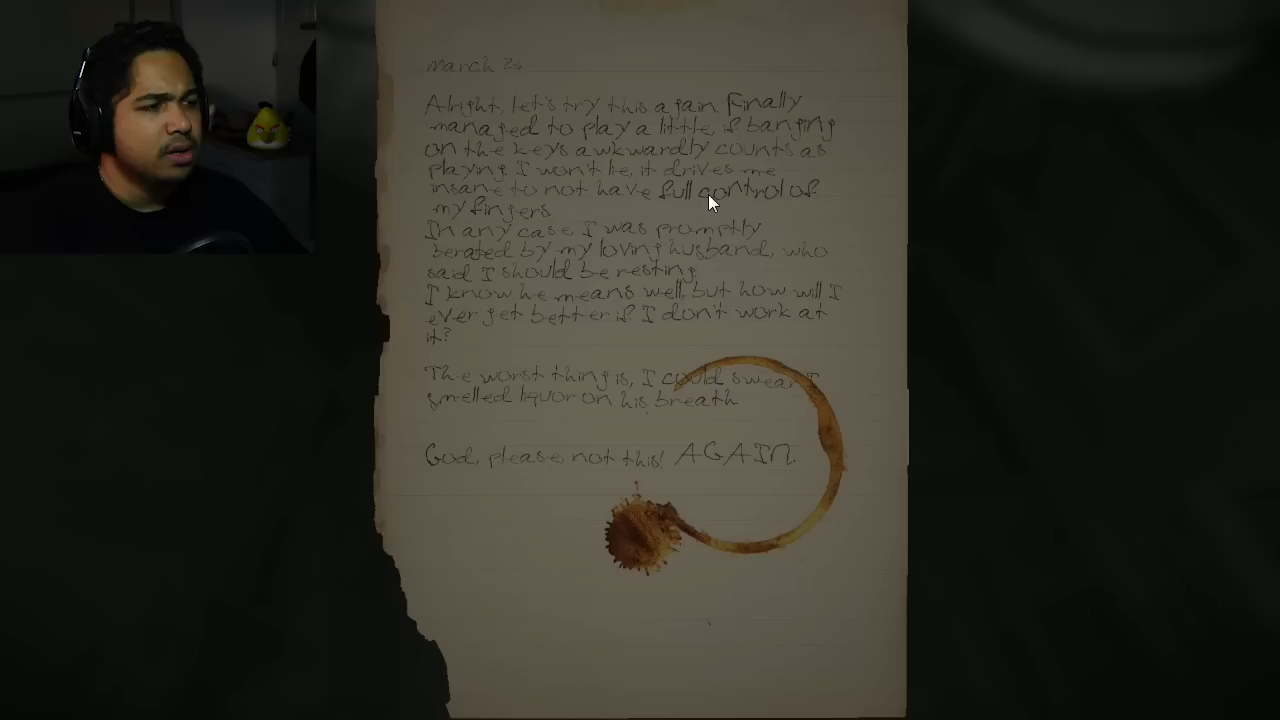 March 26
Alright, let's try this again Finally
managed to play a little, if banging
on the keys awkwardly counts as
playing I won't lie, it drives me
insane to not have full control of
my fingers
In any case, I was promptly
berated by my loving husband, who
said I should be resting
I know he means well, but how will I
ever get better if I don't work at
it?
The worst thing is, I could swear I
smelled liquor on his breath
God, please, not this! AGAIN.